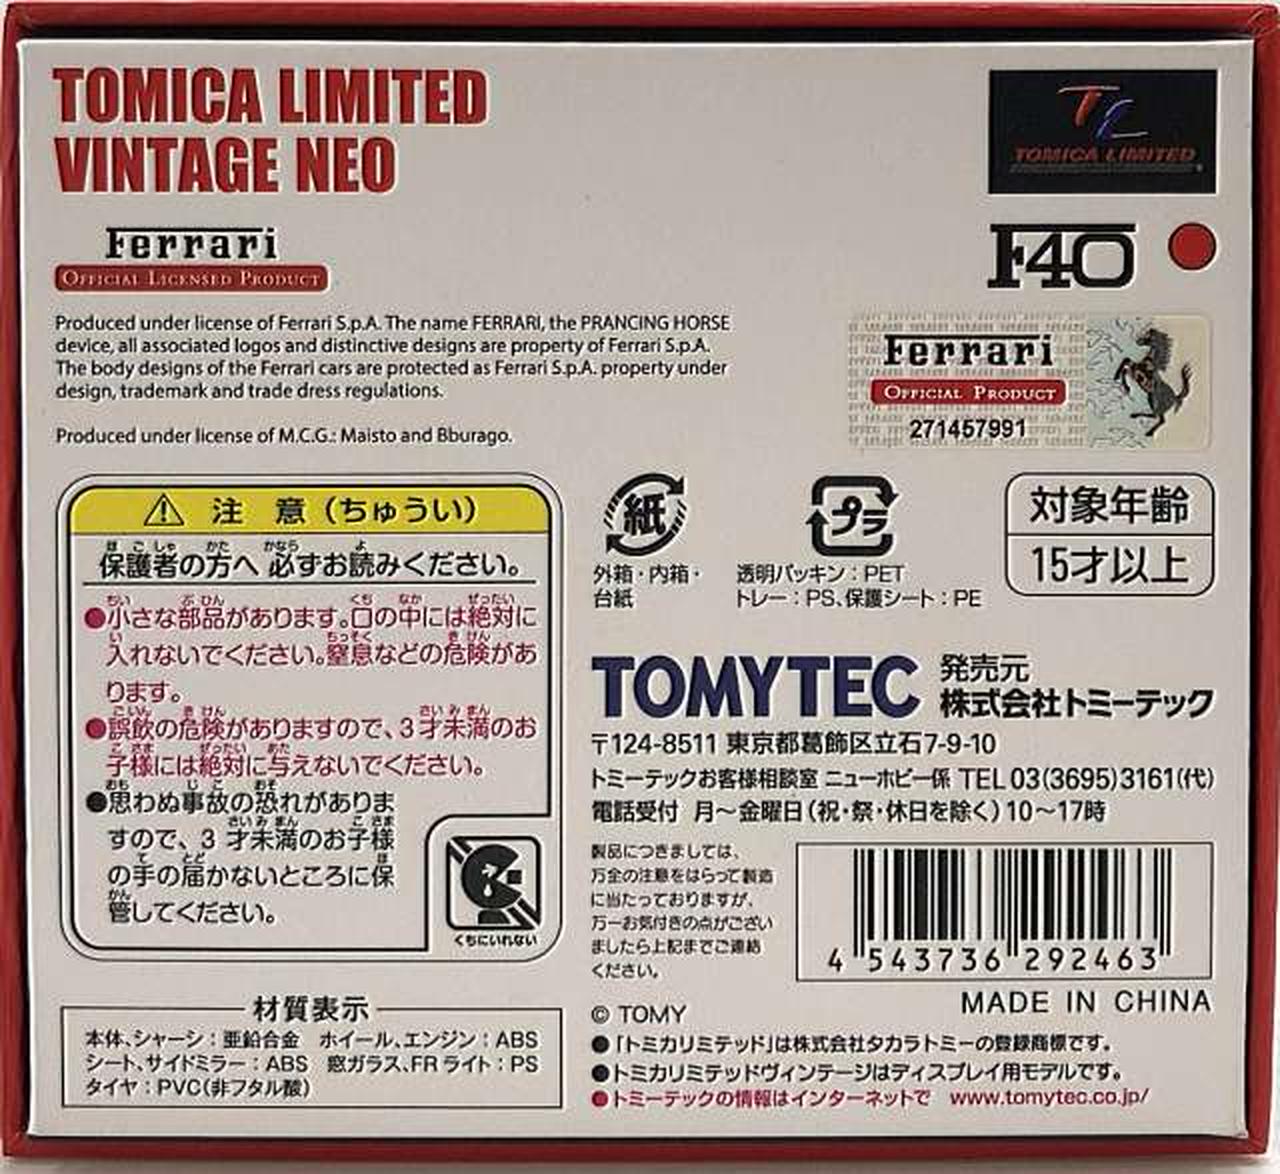 TOMICA LIMITED
VINTAGE NEO
TL
TOMICA LIMITED
Ferrari
OFFICIAL LICENSED PRODUCT
F40
Produced under license of Ferrari S.p.A. The name FERRARI, the PRANCING HORSE
device, all associated logos and distinctive designs are property of Ferrari S.p.A.
The body designs of the Ferrari cars are protected as Ferrari S.p.A. property under
design, trademark and trade dress regulations.
Produced under license of M.C.G.: Maisto and Bburago.
Ferrari
OFFICIAL PRODUCT
271457991
注 意（ちゅうい）
保護者の方へ 必ずお読みください。
●小さな部品があります。口の中には絶対に
入れないでください。窒息などの危険があ
ります。
●誤飲の危険がありますので、3才未満のお
子様には絶対に与えないでください。
●思わぬ事故の恐れがありま
すので、3才未満のお子様
の手の届かないところに保
管してください。
くちにいれない
材質表示
本体、シャーシ：亜鉛合金 ホイール、エンジン：ABS
シート、サイドミラー：ABS 窓ガラス、FRライト：PS
タイヤ：PVC（非フタル酸）
紙
外箱・内箱・
台紙
プラ
透明パッキン：PET
トレー：PS、保護シート：PE
対象年齢
15才以上
TOMYTEC 発売元
株式会社トミーテック
〒124-8511 東京都葛飾区立石7-9-10
トミーテックお客様相談室 ニューホビー係 TEL 03(3695)3161(代)
電話受付 月～金曜日（祝・祭・休日を除く）10～17時
製品につきましては、
万全の注意をはらって製造
に当たっておりますが、
万一お気付きの点がござい
ましたら上記までご連絡
ください。
4 543736 292463
MADE IN CHINA
© TOMY
●「トミカリミテッド」は株式会社タカラトミーの登録商標です。
●トミカリミテッドヴィンテージはディスプレイ用モデルです。
●トミーテックの情報はインターネットで www.tomytec.co.jp/